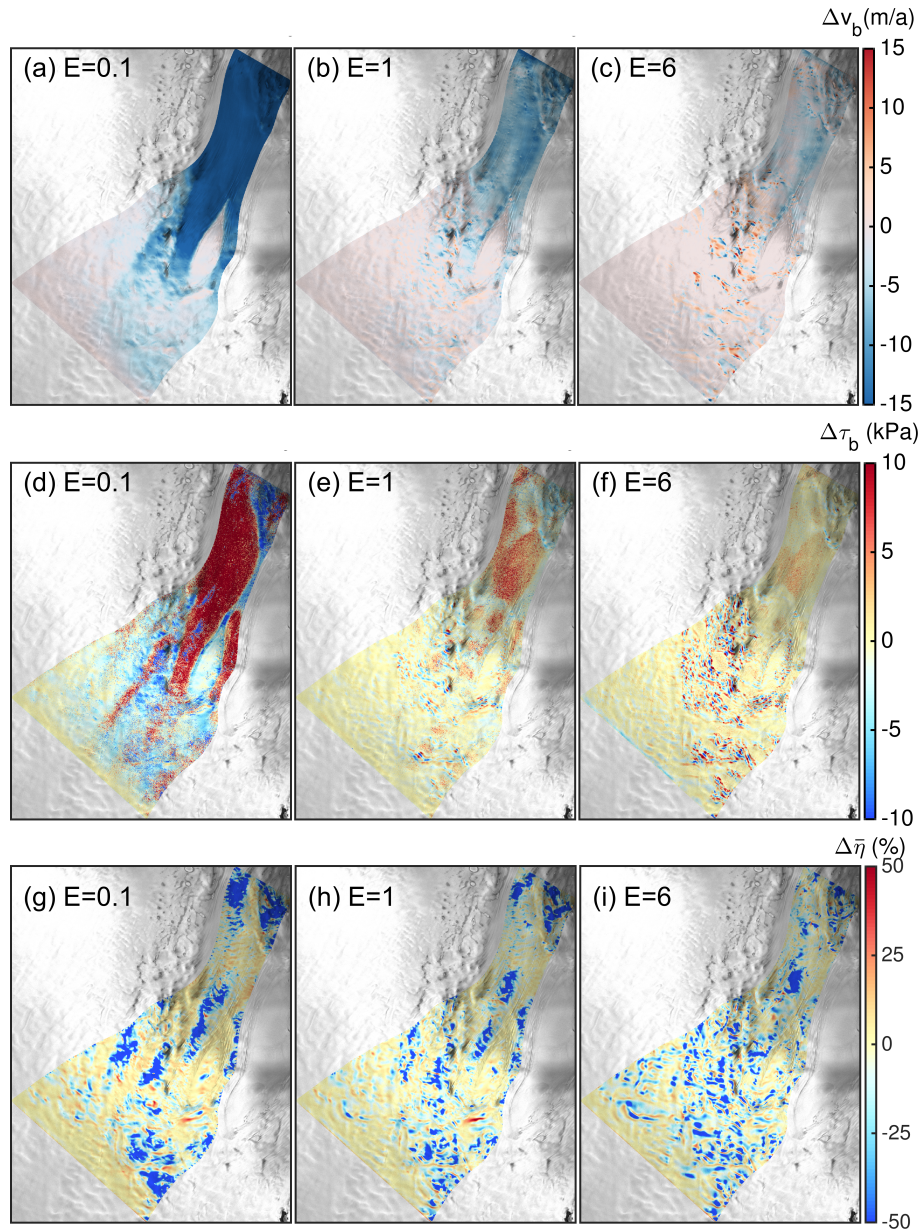 Δv_b (m/a)
(a) E=0.1
(b) E=1
(c) E=6
15
10
5
0
-5
-10
-15
Δτ_b (kPa)
(d) E=0.1
(e) E=1
(f) E=6
10
5
0
-5
-10
Δη̄ (%)
(g) E=0.1
(h) E=1
(i) E=6
50
25
0
-25
-50